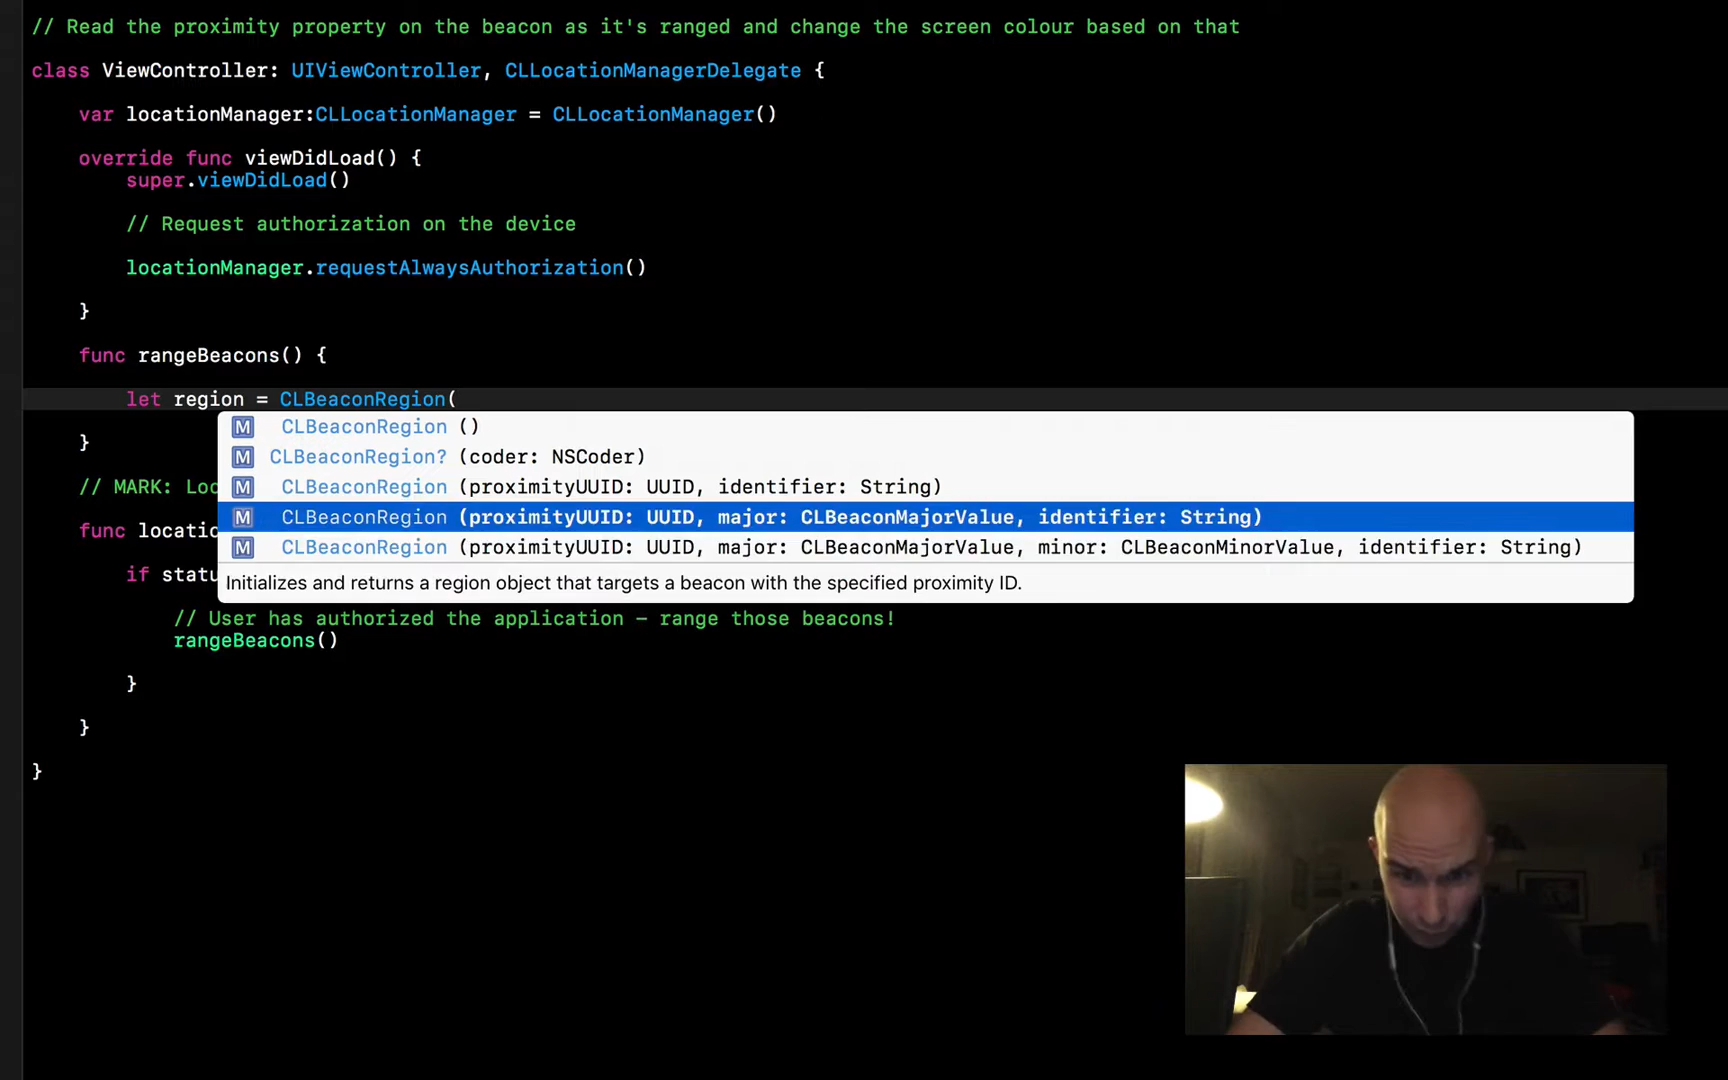 // Read the proximity property on the beacon as it's ranged and change the screen colour based on that
class ViewController: UIViewController, CLLocationManagerDelegate {
var locationManager:CLLocationManager = CLLocationManager()
override func viewDidLoad() {
super.viewDidLoad()
// Request authorization on the device
locationManager.requestAlwaysAuthorization()
}
func rangeBeacons() {
let region = CLBeaconRegion(
M CLBeaconRegion ()
}
M CLBeaconRegion? (coder: NSCoder)
// MARK: Loc
M CLBeaconRegion (proximityUUID: UUID, identifier: String)
M CLBeaconRegion (proximityUUID: UUID, major: CLBeaconMajorValue, identifier: String)
func locatio
M CLBeaconRegion (proximityUUID: UUID, major: CLBeaconMajorValue, minor: CLBeaconMinorValue, identifier: String)
if statu
Initializes and returns a region object that targets a beacon with the specified proximity ID.
// User has authorized the application – range those beacons!
rangeBeacons()
}
}
}